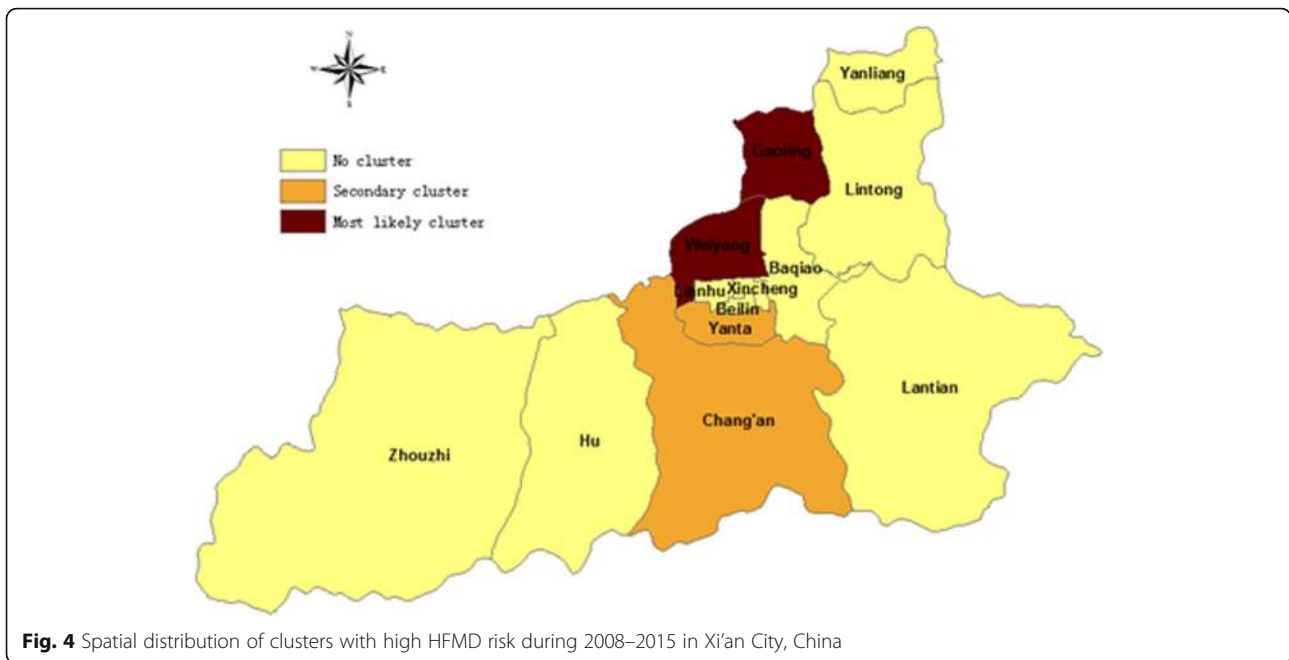 N
W
E
S
No cluster
Secondary cluster
Most likely cluster
Yanliang
Gaoling
Lintong
Weiyang
Baqiao
Lianhu Xincheng
Beilin
Yanta
Lantian
Chang'an
Hu
Zhouzhi
Fig. 4 Spatial distribution of clusters with high HFMD risk during 2008–2015 in Xi'an City, China